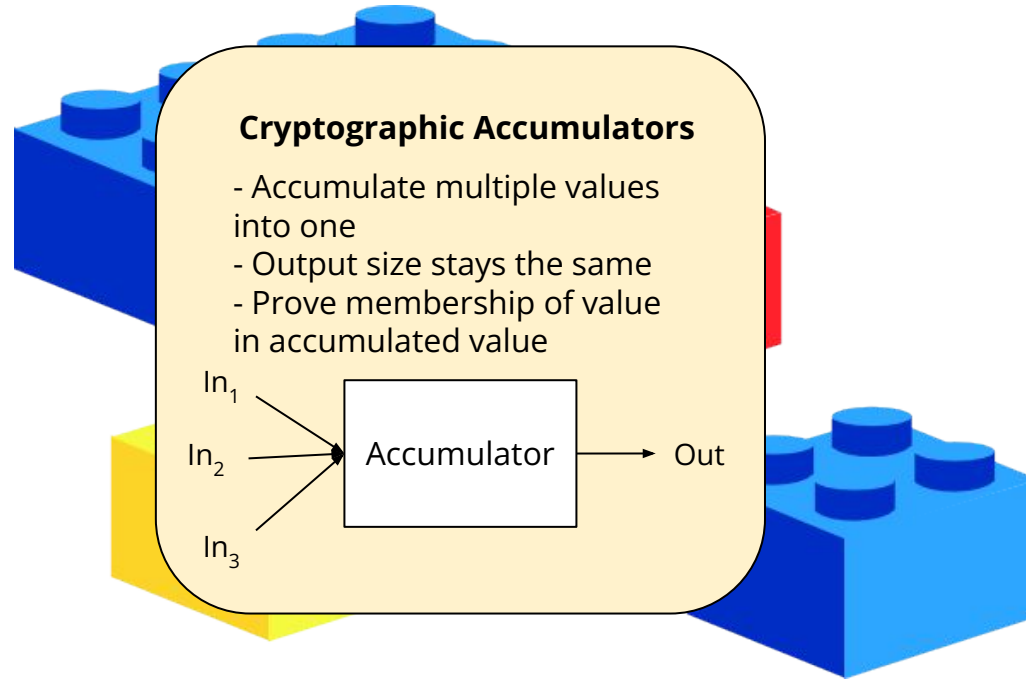 Cryptographic Accumulators
- Accumulate multiple values
into one
- Output size stays the same
- Prove membership of value
in accumulated value
In₁
In₂
In₃
Accumulator
Out